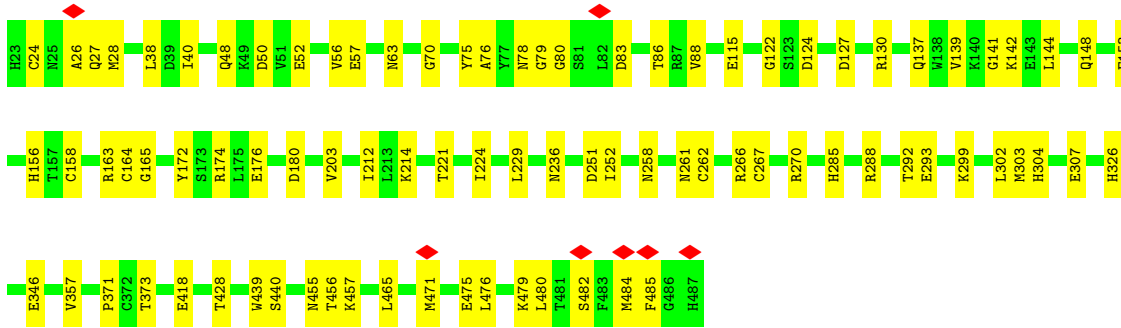 H23 C24 N25 A26 Q27 M28 L38 D39 I40 Q48 K49 D50 V51 E52 V56 E57 N63 G70 Y75 A76 Y77 N78 G79 G80 S81 L82 D83 T86 R87 V88 E115 G122 S123 D124 D127 R130 Q137 W138 V139 K140 G141 K142 E143 L144 Q148
H156 T157 C158 R163 C164 G165 Y172 S173 R174 L175 E176 D180 V203 I212 L213 K214 T221 I224 L229 N236 D251 I252 N258 N261 C262 R266 C267 R270 H285 R288 T292 E293 K299 L302 M303 H304 E307 H326
E346 V357 P371 C372 T373 E418 T428 W439 S440 N455 T456 K457 L465 M471 E475 L476 K479 L480 T481 S482 F483 M484 F485 G486 H487